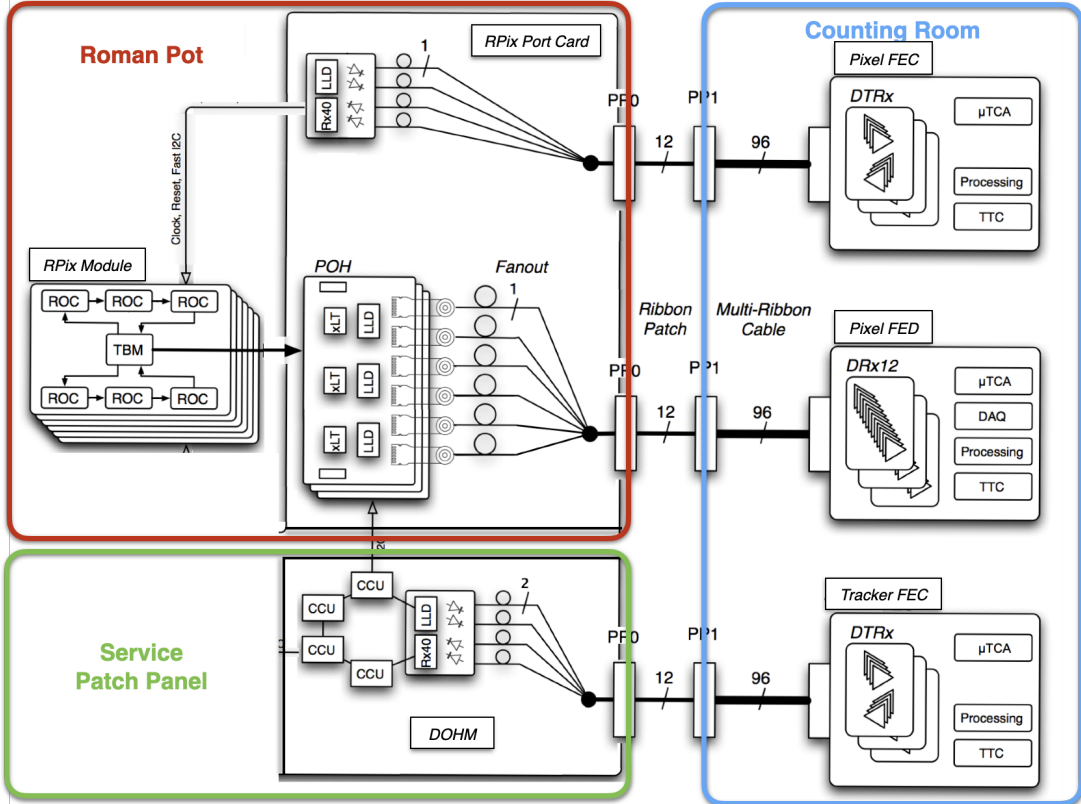 Roman Pot
RPix Port Card
Counting Room
Pixel FEC
LLD
Rx40
1
PP0
PP1
12
96
DTRx
µTCA
Processing
TTC
Clock, Reset, Fast I2C
RPix Module
ROC
ROC
ROC
TBM
ROC
ROC
ROC
POH
Fanout
1
xLT
LLD
xLT
LLD
xLT
LLD
Ribbon
Patch
Multi-Ribbon
Cable
PP0
PP1
12
96
Pixel FED
DRx12
µTCA
DAQ
Processing
TTC
Service
Patch Panel
CCU
CCU
CCU
CCU
LLD
Rx40
2
DOHM
PP0
PP1
12
96
Tracker FEC
DTRx
µTCA
Processing
TTC